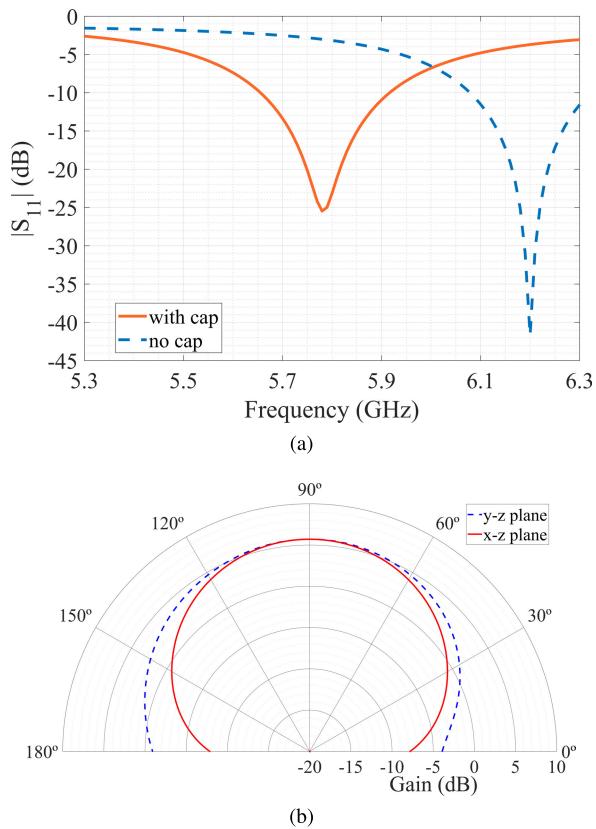 0
-5
-10
-15
-20
-25
-30
-35
-40
-45
|S11| (dB)
with cap
no cap
5.3 5.5 5.7 5.9 6.1 6.3
Frequency (GHz)
(a)
90º
120º 60º
y-z plane
x-z plane
150º 30º
180º 0º
-20 -15 -10 -5 0 5 10
Gain (dB)
(b)